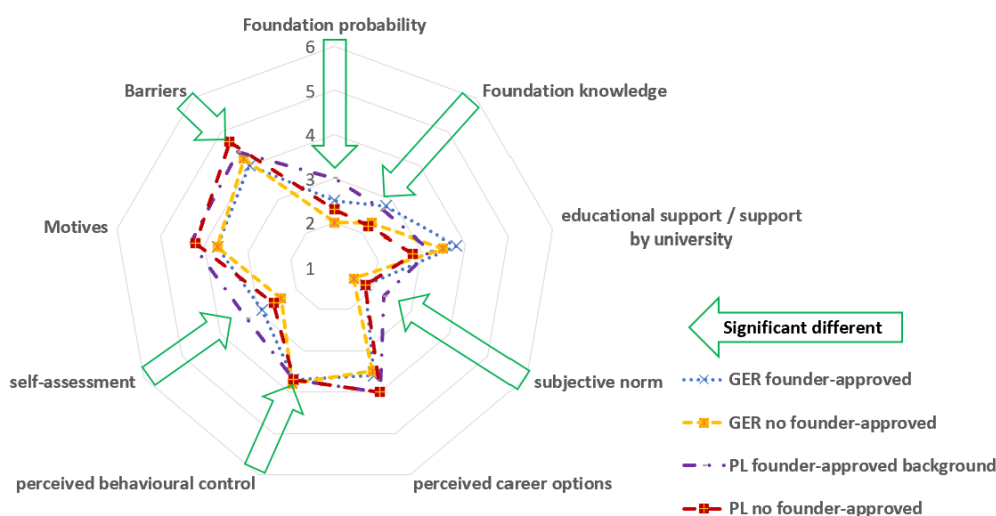 Foundation probability
6
Barriers
Foundation knowledge
5
4
3
educational support / support
by university
Motives
2
1
Significant different
self-assessment
subjective norm
GER founder-approved
GER no founder-approved
PL founder-approved background
perceived behavioural control
perceived career options
PL no founder-approved